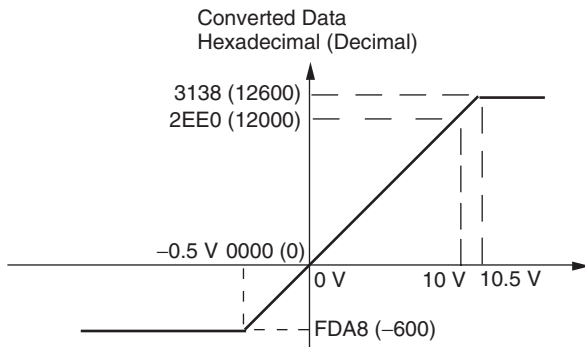 Converted Data
Hexadecimal (Decimal)
3138 (12600)
2EE0 (12000)
−0.5 V 0000 (0)
0 V
10 V
10.5 V
FDA8 (−600)